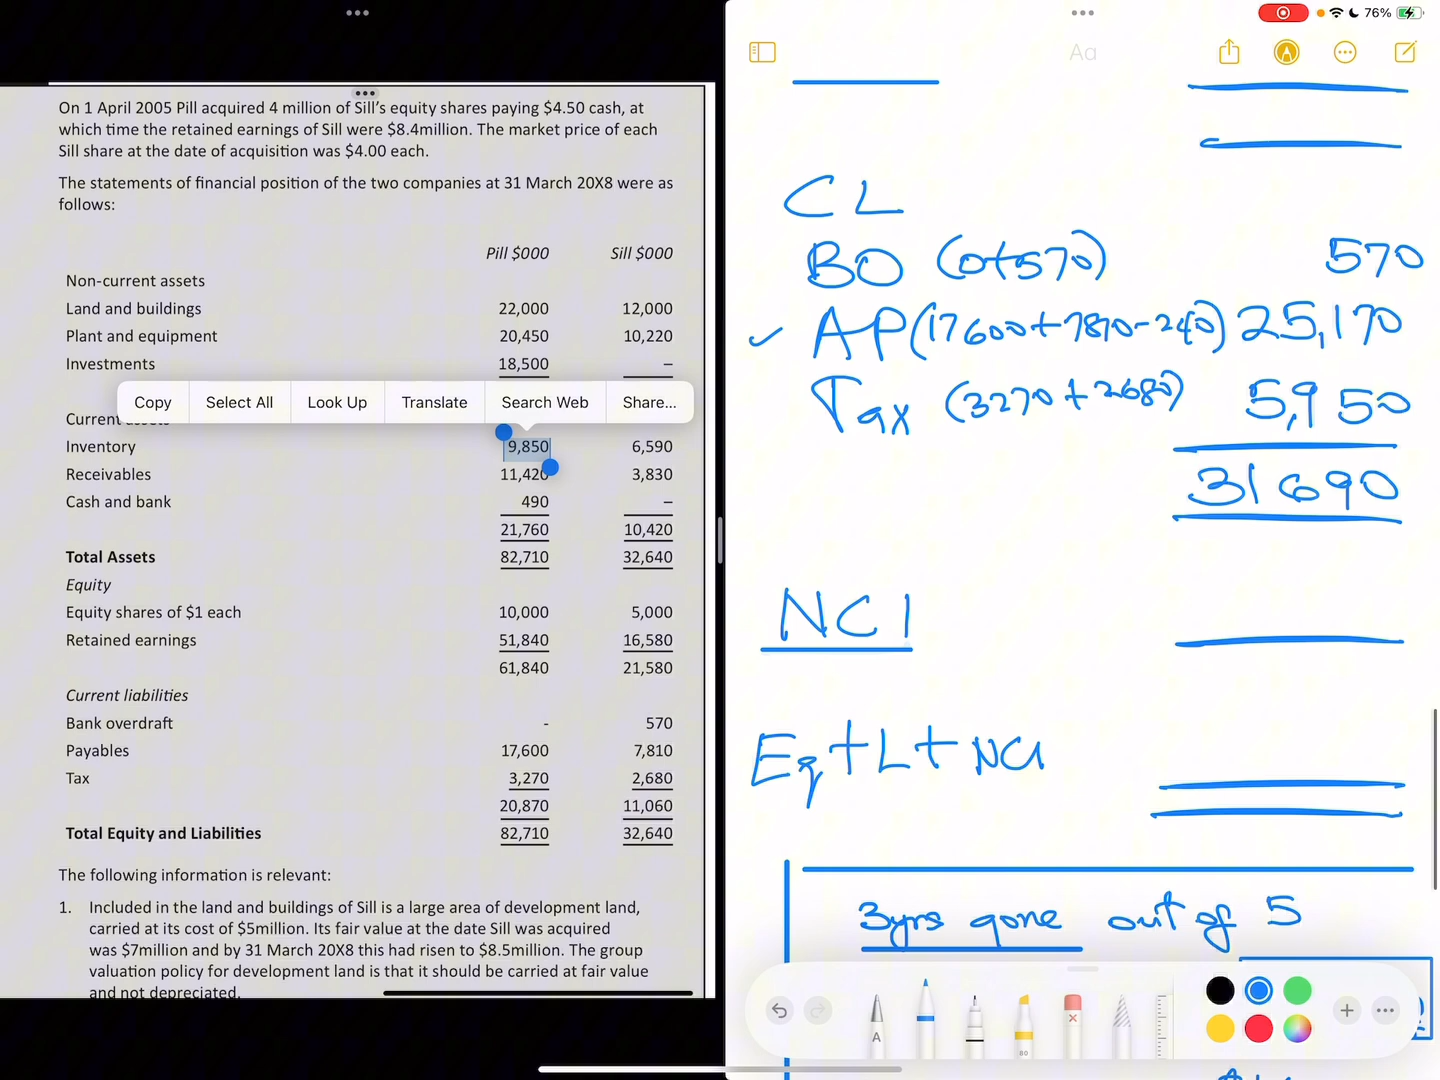 76%
Aa
On 1 April 2005 Pill acquired 4 million of Sill's equity shares paying $4.50 cash, at
which time the retained earnings of Sill were $8.4million. The market price of each
Sill share at the date of acquisition was $4.00 each.
The statements of financial position of the two companies at 31 March 20X8 were as
follows:
Pill $000 Sill $000
Non-current assets
Land and buildings 22,000 12,000
Plant and equipment 20,450 10,220
Investments 18,500 –
Copy Select All Look Up Translate Search Web Share...
Current assets
Inventory 9,850 6,590
Receivables 11,420 3,830
Cash and bank 490 –
21,760 10,420
Total Assets 82,710 32,640
Equity
Equity shares of $1 each 10,000 5,000
Retained earnings 51,840 16,580
61,840 21,580
Current liabilities
Bank overdraft - 570
Payables 17,600 7,810
Tax 3,270 2,680
20,870 11,060
Total Equity and Liabilities 82,710 32,640
The following information is relevant:
1. Included in the land and buildings of Sill is a large area of development land,
carried at its cost of $5million. Its fair value at the date Sill was acquired
was $7million and by 31 March 20X8 this had risen to $8.5million. The group
valuation policy for development land is that it should be carried at fair value
and not depreciated.
CL
BO (0+570) 570
✓ AP (17600+7810-240) 25,170
Tax (3270+2680) 5,950
31690
NCI
Eq+L+NCI
3yrs gone out of 5
A
80